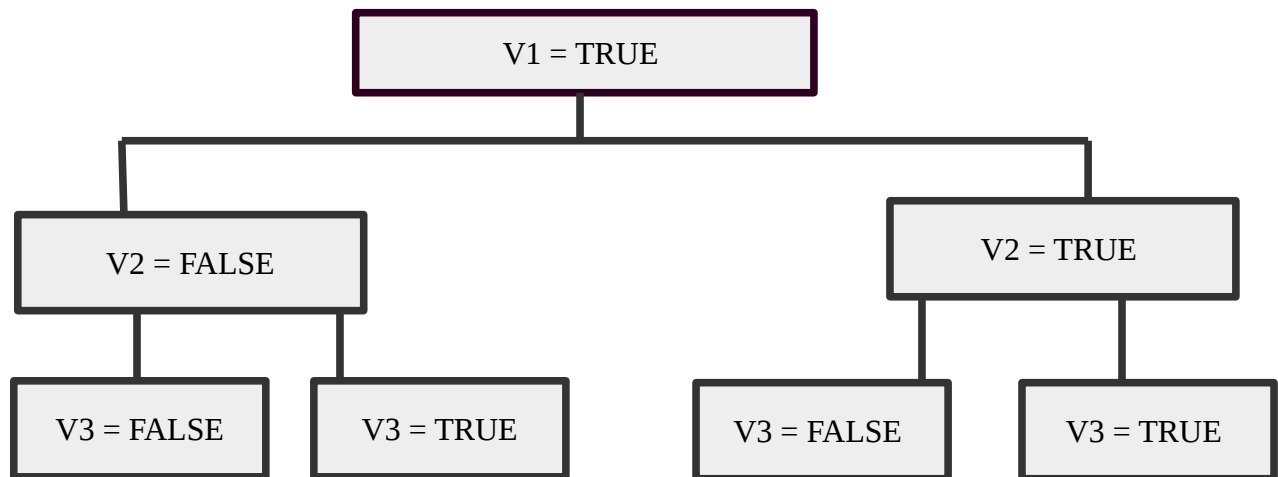 V1 = TRUE
V2 = FALSE
V2 = TRUE
V3 = FALSE
V3 = TRUE
V3 = FALSE
V3 = TRUE